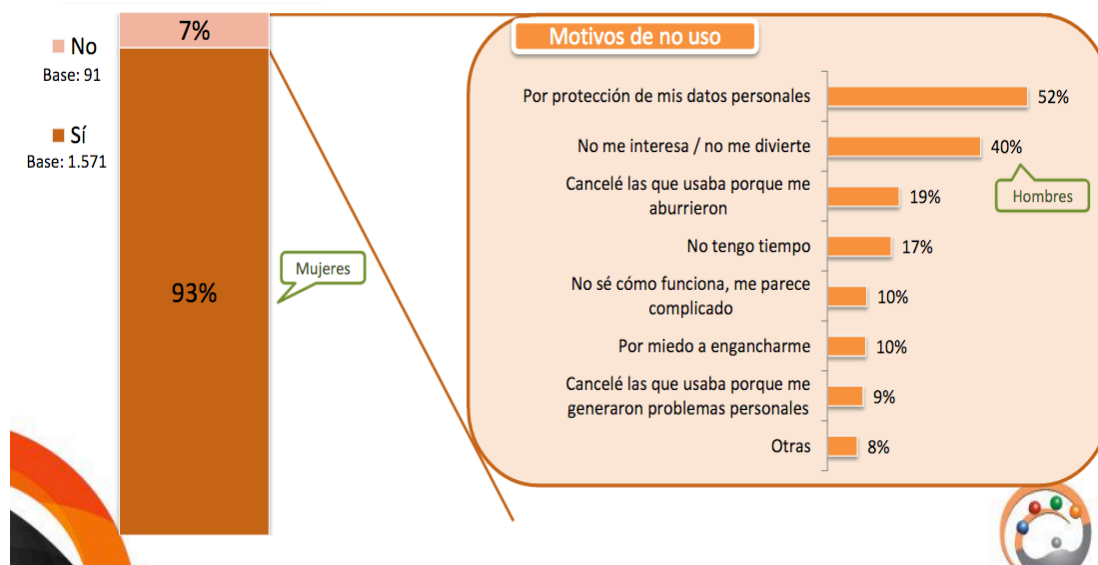 7%
No
Base: 91
Sí
Base: 1.571
93%
Mujeres
Motivos de no uso
Por protección de mis datos personales
52%
No me interesa / no me divierte
40%
Hombres
Cancelé las que usaba porque me
aburrieron
19%
No tengo tiempo
17%
No sé cómo funciona, me parece
complicado
10%
Por miedo a engancharme
10%
Cancelé las que usaba porque me
generaron problemas personales
9%
Otras
8%